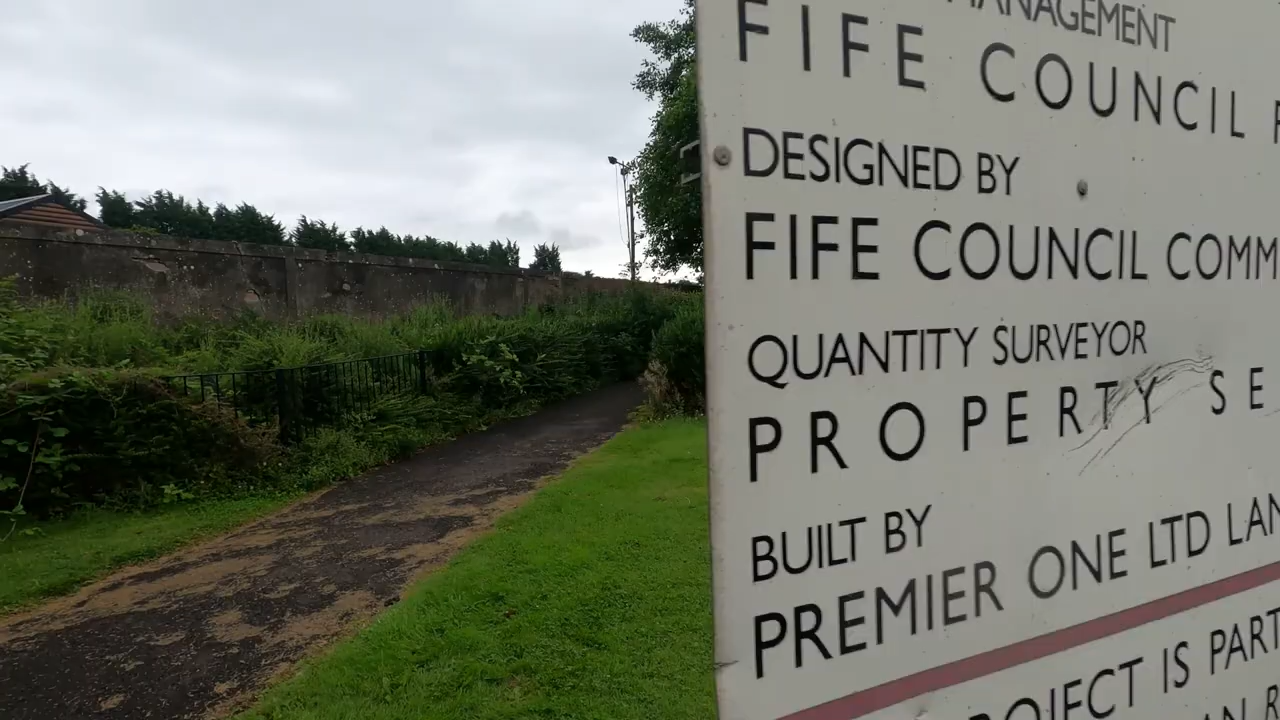 MANAGEMENT
FIFE COUNCIL
DESIGNED BY
FIFE COUNCIL COMM
QUANTITY SURVEYOR
PROPERTY SE
BUILT BY
PREMIER ONE LTD LAN
ROJECT IS PART